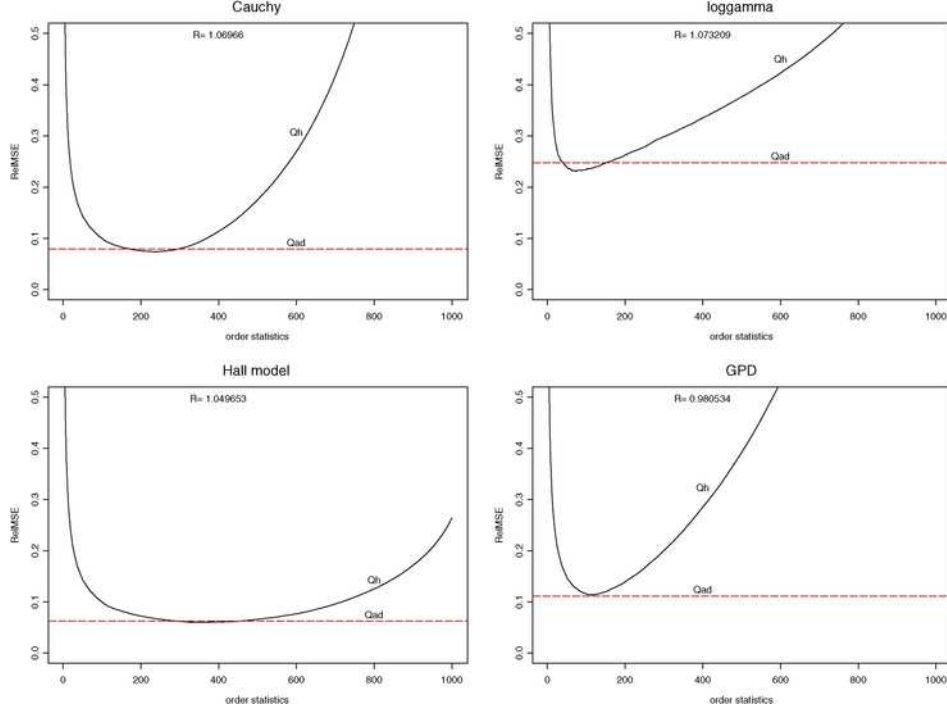 Cauchy
R= 1.06966
RelMSE
0.5
0.4
0.3
0.2
0.1
0.0
Qh
Qad
0 200 400 600 800 1000
order statistics
loggamma
R= 1.073209
RelMSE
0.5
0.4
0.3
0.2
0.1
0.0
Qh
Qad
0 200 400 600 800 1000
order statistics
Hall model
R= 1.049653
RelMSE
0.5
0.4
0.3
0.2
0.1
0.0
Qh
Qad
0 200 400 600 800 1000
order statistics
GPD
R= 0.980534
RelMSE
0.5
0.4
0.3
0.2
0.1
0.0
Qh
Qad
0 200 400 600 800 1000
order statistics